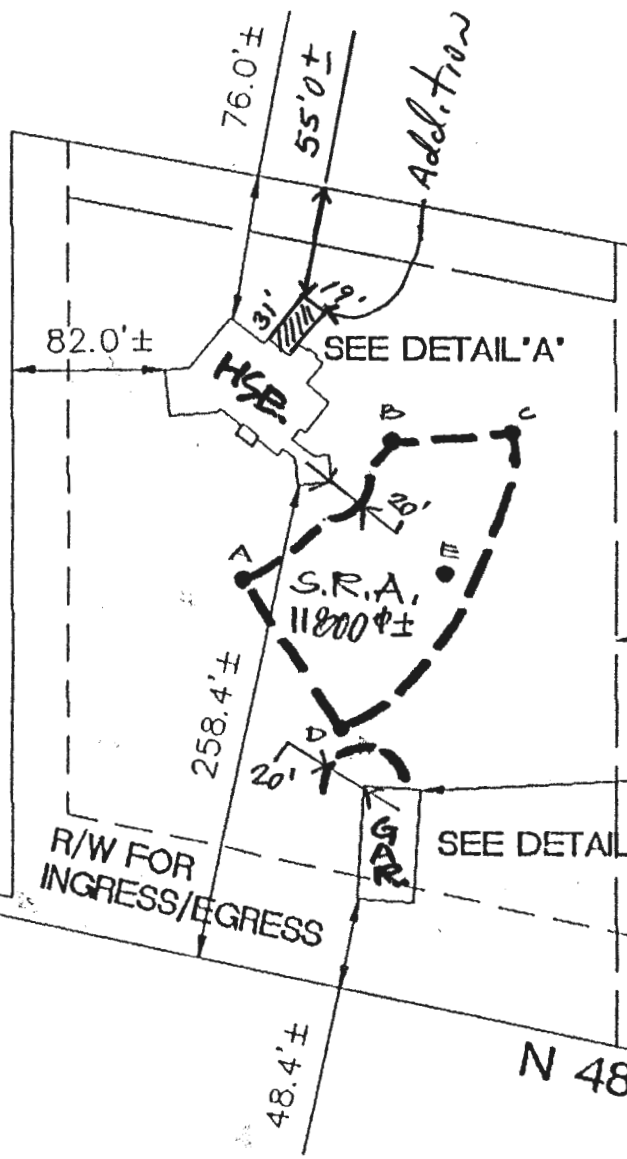 76.0'±
55'0±
Addition
31'
19'
82.0'±
SEE DETAIL 'A'
HSE.
B
C
20'
A
E
S.R.A.
11800 ±
258.4'±
D
20'
GAR.
SEE DETAIL
R/W FOR
INGRESS/EGRESS
48.4'±
N 48